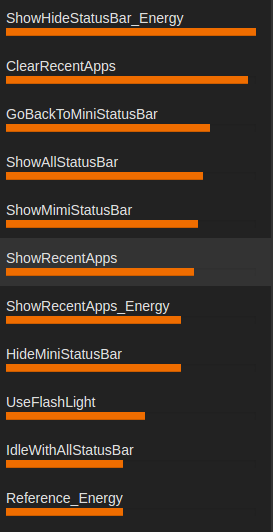 ShowHideStatusBar_Energy
ClearRecentApps
GoBackToMiniStatusBar
ShowAllStatusBar
ShowMimiStatusBar
ShowRecentApps
ShowRecentApps_Energy
HideMiniStatusBar
UseFlashLight
IdleWithAllStatusBar
Reference_Energy